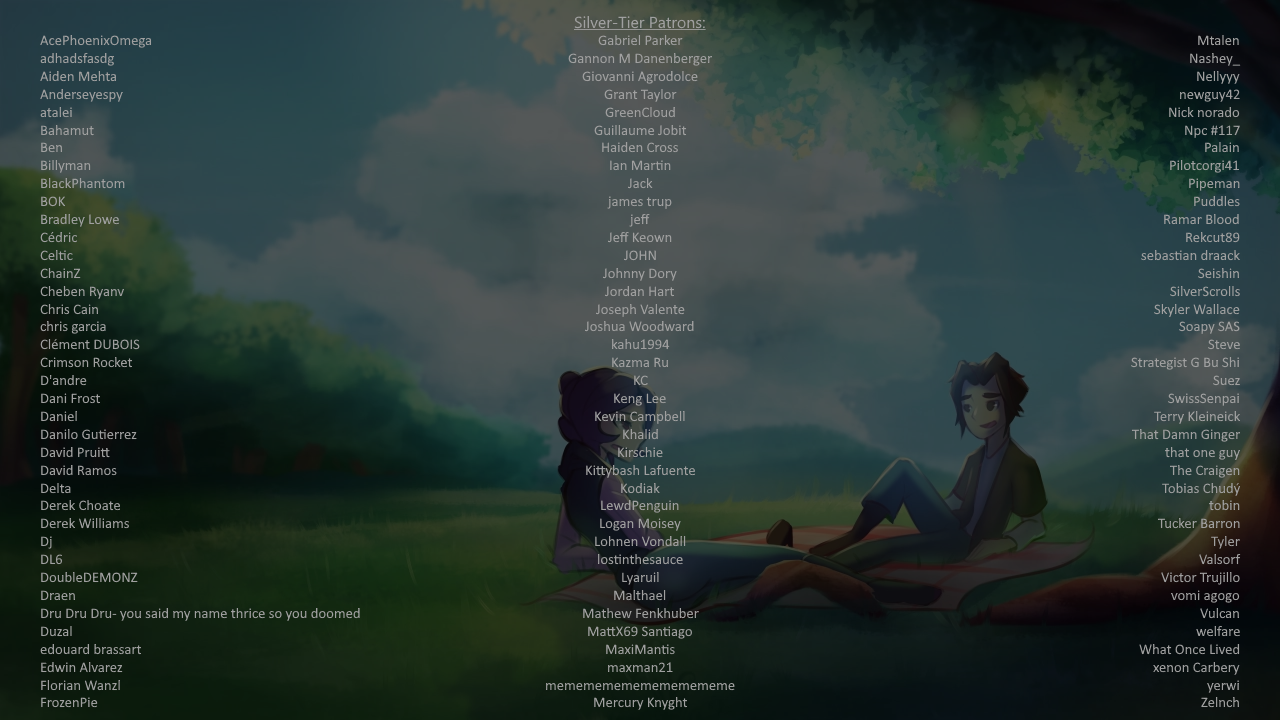 Silver-Tier Patrons:
AcePhoenixOmega
adhadsfasdg
Aiden Mehta
Anderseyespy
atalei
Bahamut
Ben
Billyman
BlackPhantom
BOK
Bradley Lowe
Cédric
Celtic
ChainZ
Cheben Ryanv
Chris Cain
chris garcia
Clément DUBOIS
Crimson Rocket
D'andre
Dani Frost
Daniel
Danilo Gutierrez
David Pruitt
David Ramos
Delta
Derek Choate
Derek Williams
Dj
DL6
DoubleDEMONZ
Draen
Dru Dru Dru- you said my name thrice so you doomed
Duzal
edouard brassart
Edwin Alvarez
Florian Wanzl
FrozenPie
Gabriel Parker
Gannon M Danenberger
Giovanni Agrodolce
Grant Taylor
GreenCloud
Guillaume Jobit
Haiden Cross
Ian Martin
Jack
james trup
jeff
Jeff Keown
JOHN
Johnny Dory
Jordan Hart
Joseph Valente
Joshua Woodward
kahu1994
Kazma Ru
KC
Keng Lee
Kevin Campbell
Khalid
Kirschie
Kittybash Lafuente
Kodiak
LewdPenguin
Logan Moisey
Lohnen Vondall
lostinthesauce
Lyaruil
Malthael
Mathew Fenkhuber
MattX69 Santiago
MaxiMantis
maxman21
memememememememememe
Mercury Knyght
Mtalen
Nashey_
Nellyyy
newguy42
Nick norado
Npc #117
Palain
Pilotcorgi41
Pipeman
Puddles
Ramar Blood
Rekcut89
sebastian draack
Seishin
SilverScrolls
Skyler Wallace
Soapy SAS
Steve
Strategist G Bu Shi
Suez
SwissSenpai
Terry Kleineick
That Damn Ginger
that one guy
The Craigen
Tobias Chudý
tobin
Tucker Barron
Tyler
Valsorf
Victor Trujillo
vomi agogo
Vulcan
welfare
What Once Lived
xenon Carbery
yerwi
Zelnch